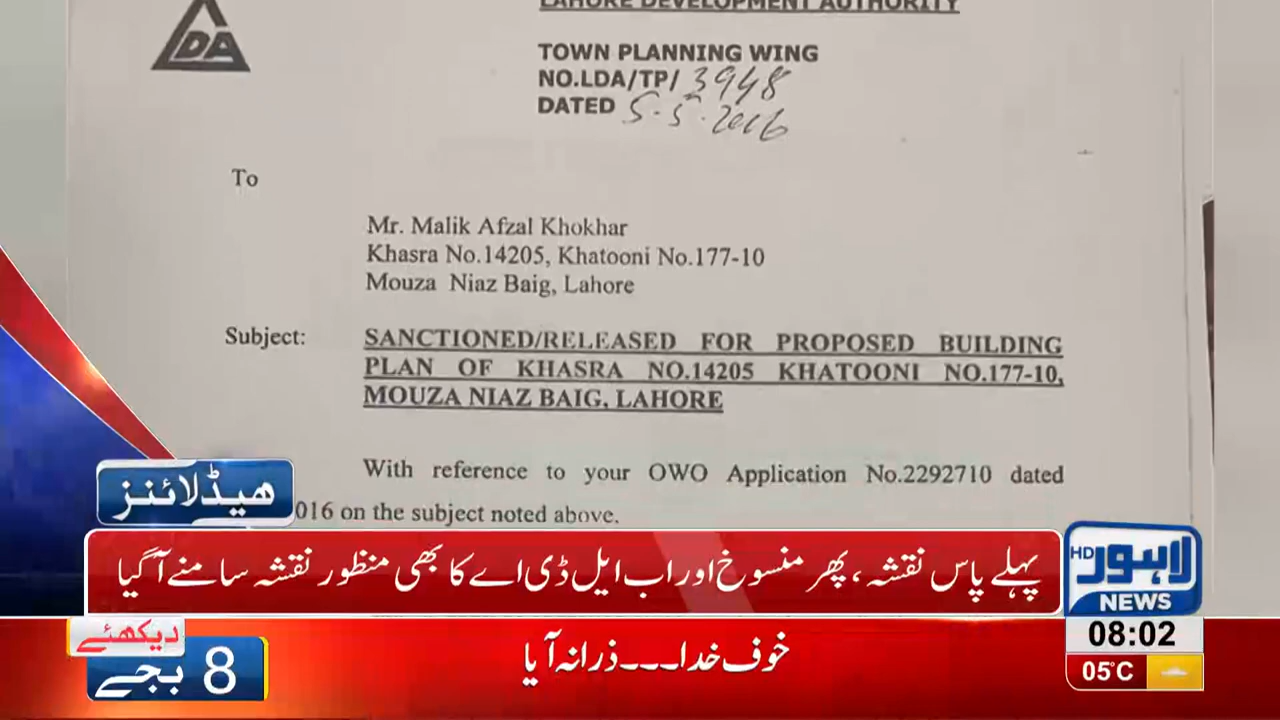 LAHORE DEVELOPMENT AUTHORITY
LDA
TOWN PLANNING WING
NO.LDA/TP/ 3948
DATED 5-5-2016
To
Mr. Malik Afzal Khokhar
Khasra No.14205, Khatooni No.177-10
Mouza Niaz Baig, Lahore
Subject: SANCTIONED/RELEASED FOR PROPOSED BUILDING
PLAN OF KHASRA NO.14205 KHATOONI NO.177-10,
MOUZA NIAZ BAIG, LAHORE
With reference to your OWO Application No.2292710 dated
016 on the subject noted above.
ھیڈلائنز
پہلے پاس نقشہ، پھر منسوخ اور اب ایل ڈی اے کا بھی منظور نقشہ سامنے آگیا
لاہور HD
NEWS
08:02
05°C
دیکھئے
8 بجے
خوف خدا۔۔۔ذرا نہ آیا